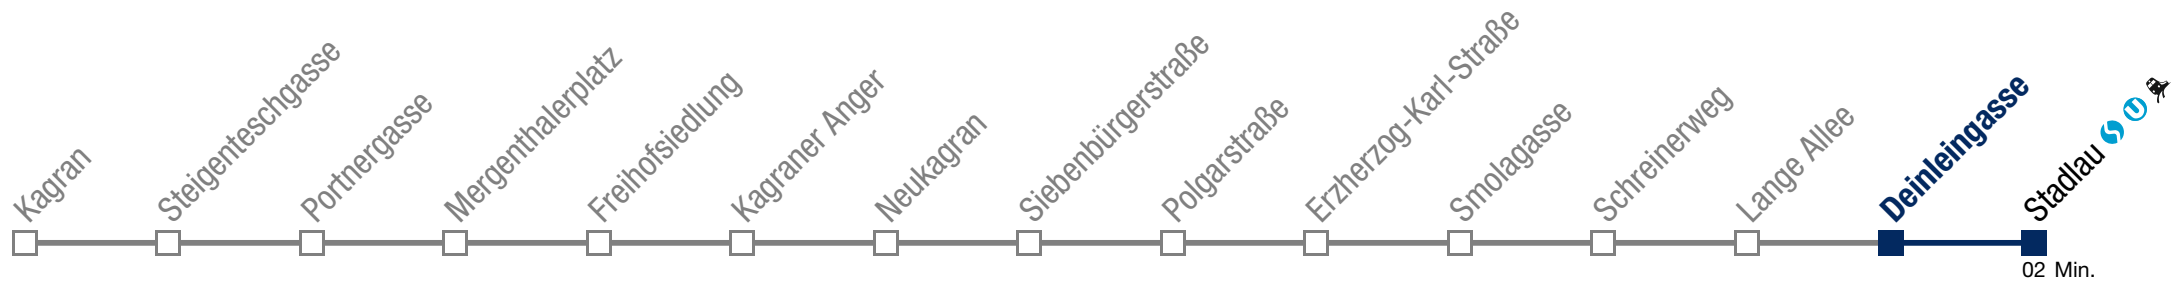 Kagran
Steigenteschgasse
Portnergasse
Mergenthalerplatz
Freihofsiedlung
Kagraner Anger
Neukagran
Siebenbürgerstraße
Polgarstraße
Erzherzog-Karl-Straße
Smolagasse
Schreinerweg
Lange Allee
Deinleingasse
Stadlau S U
02 Min.